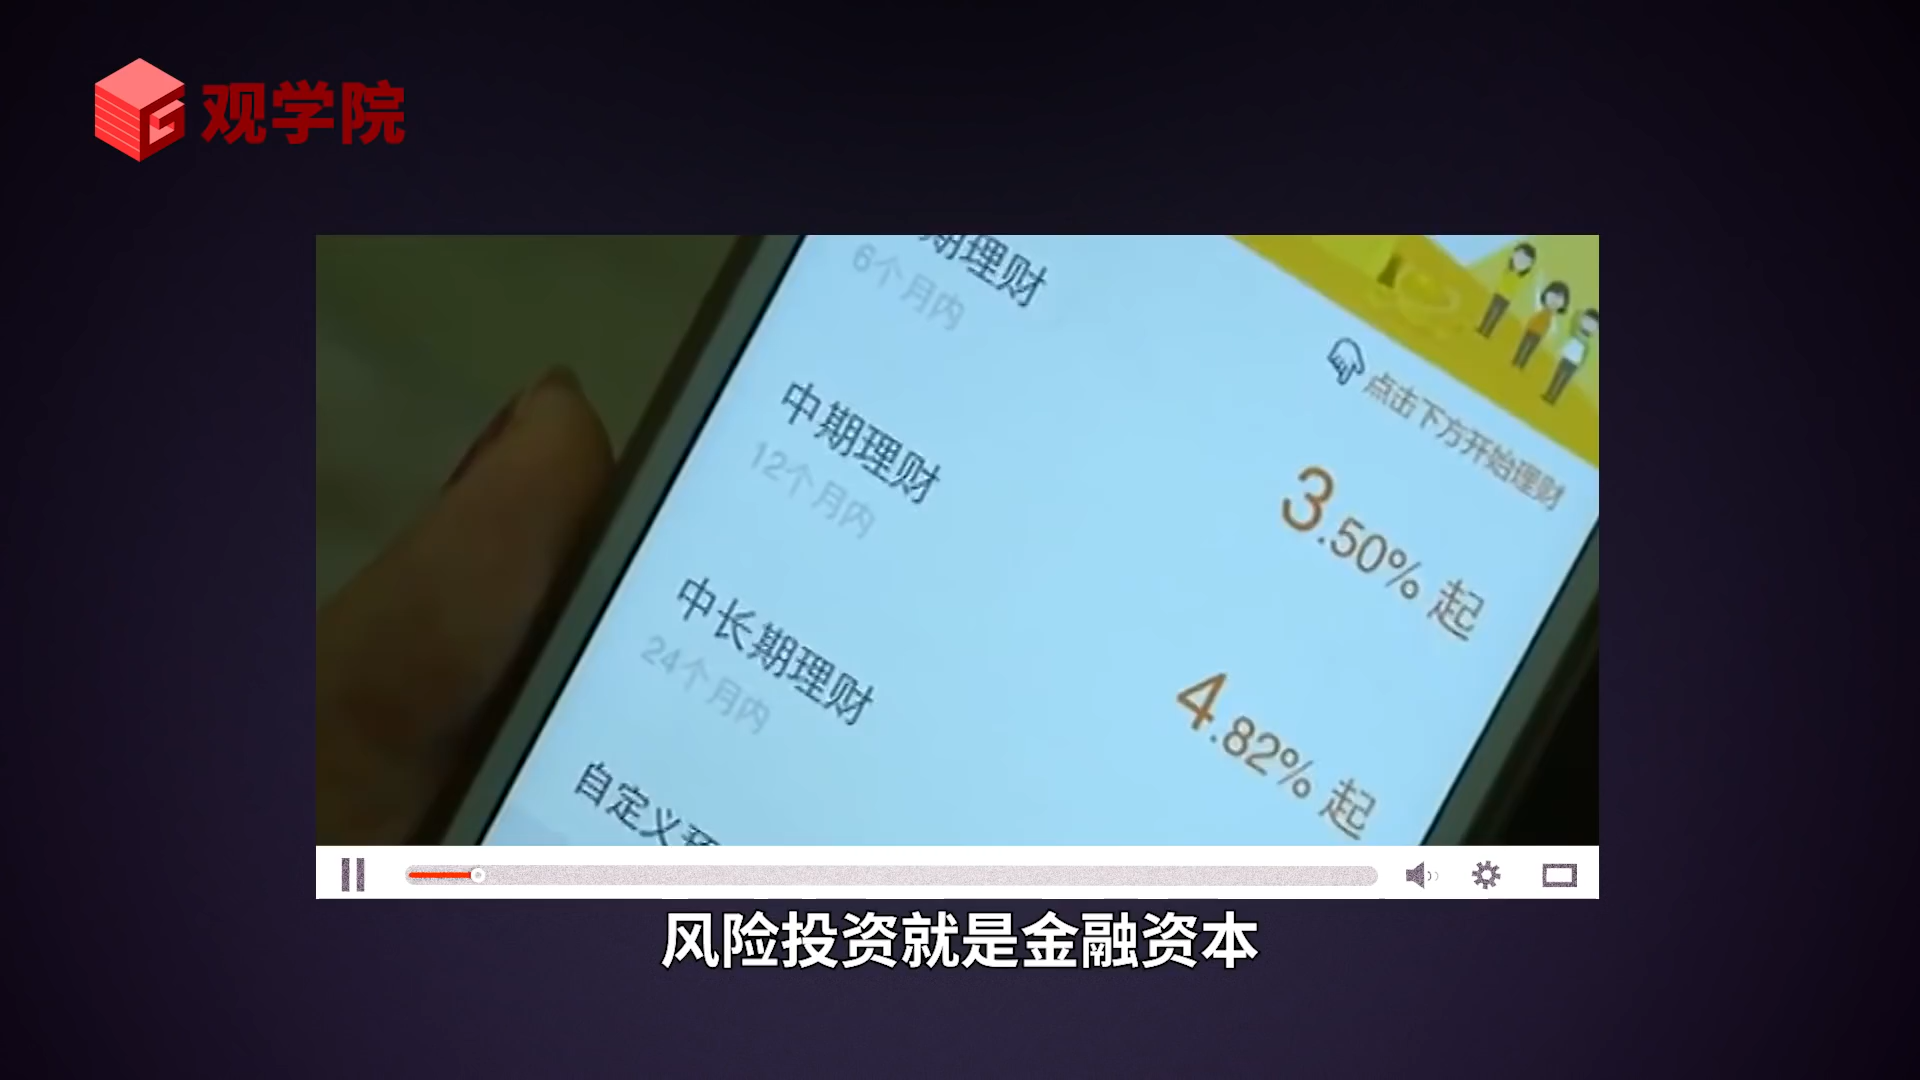 观学院
期理财
6个月内
点击下方开始理财
中期理财
12个月内
3.50% 起
中长期理财
24个月内
4.82% 起
自定义
风险投资就是金融资本